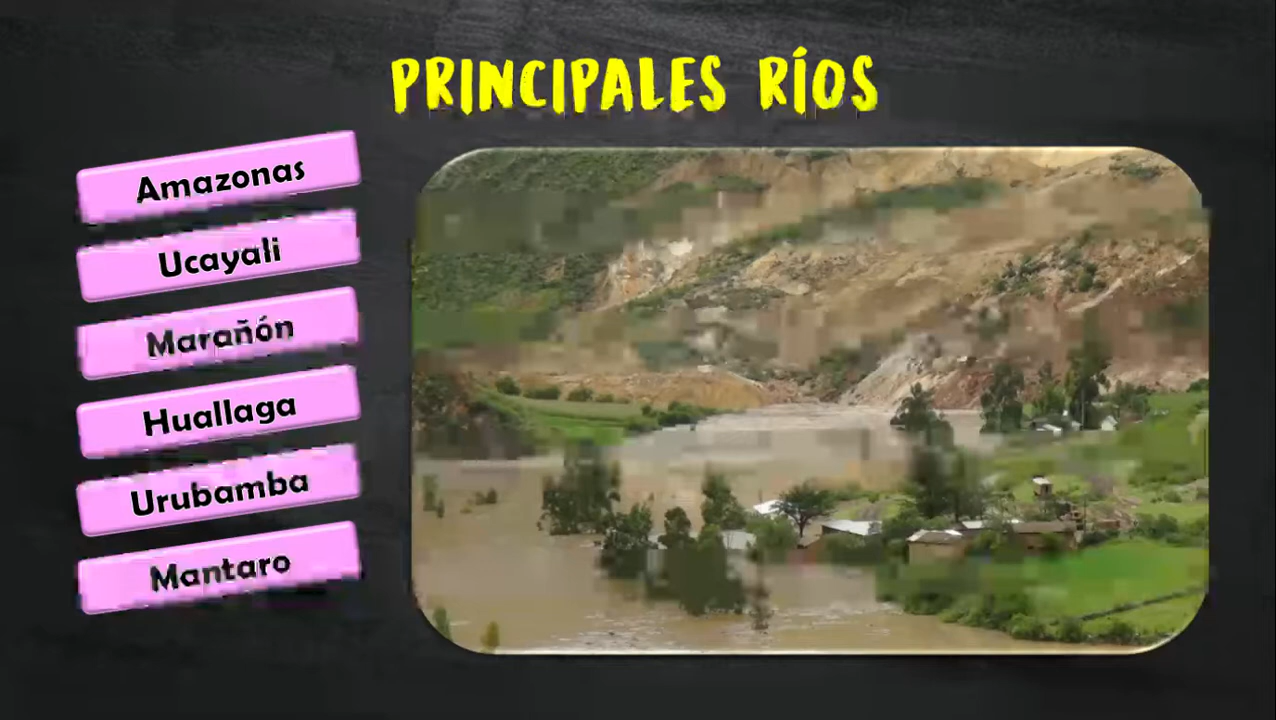 PRINCIPALES RÍOS
Amazonas
Ucayali
Marañón
Huallaga
Urubamba
Mantaro